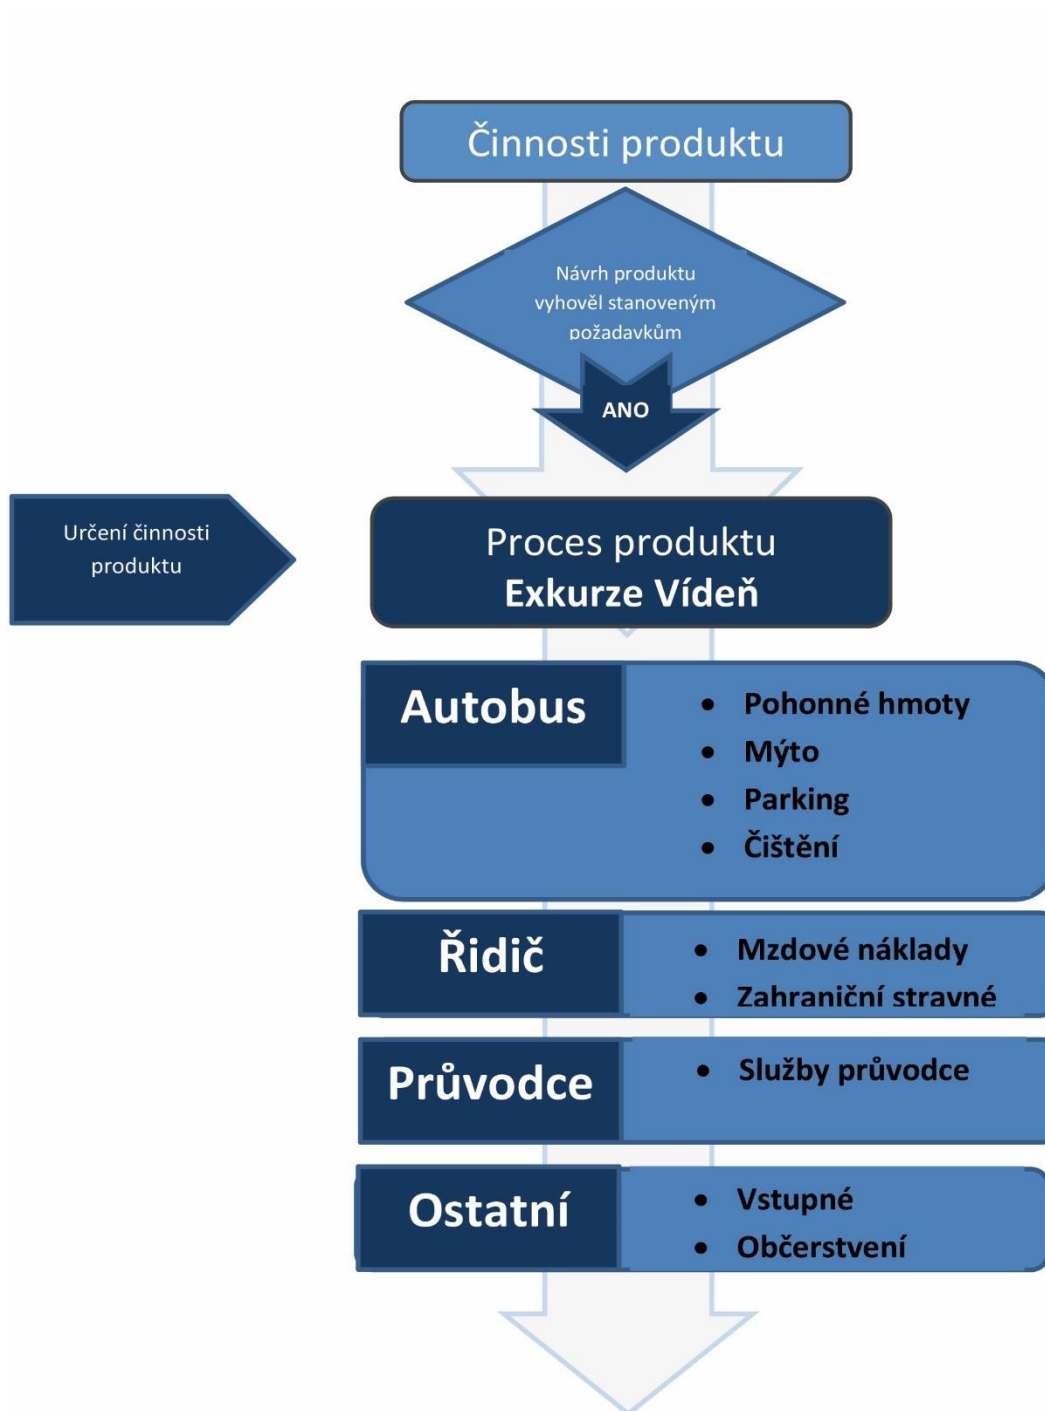 Činnosti produktu
Návrh produktu
vyhověl stanoveným
požadavkům
ANO
Určení činnosti
produktu
Proces produktu
Exkurze Vídeň
Autobus
• Pohonné hmoty
• Mýto
• Parking
• Čištění
Řidič
• Mzdové náklady
• Zahraniční stravné
Průvodce
• Služby průvodce
Ostatní
• Vstupné
• Občerstvení